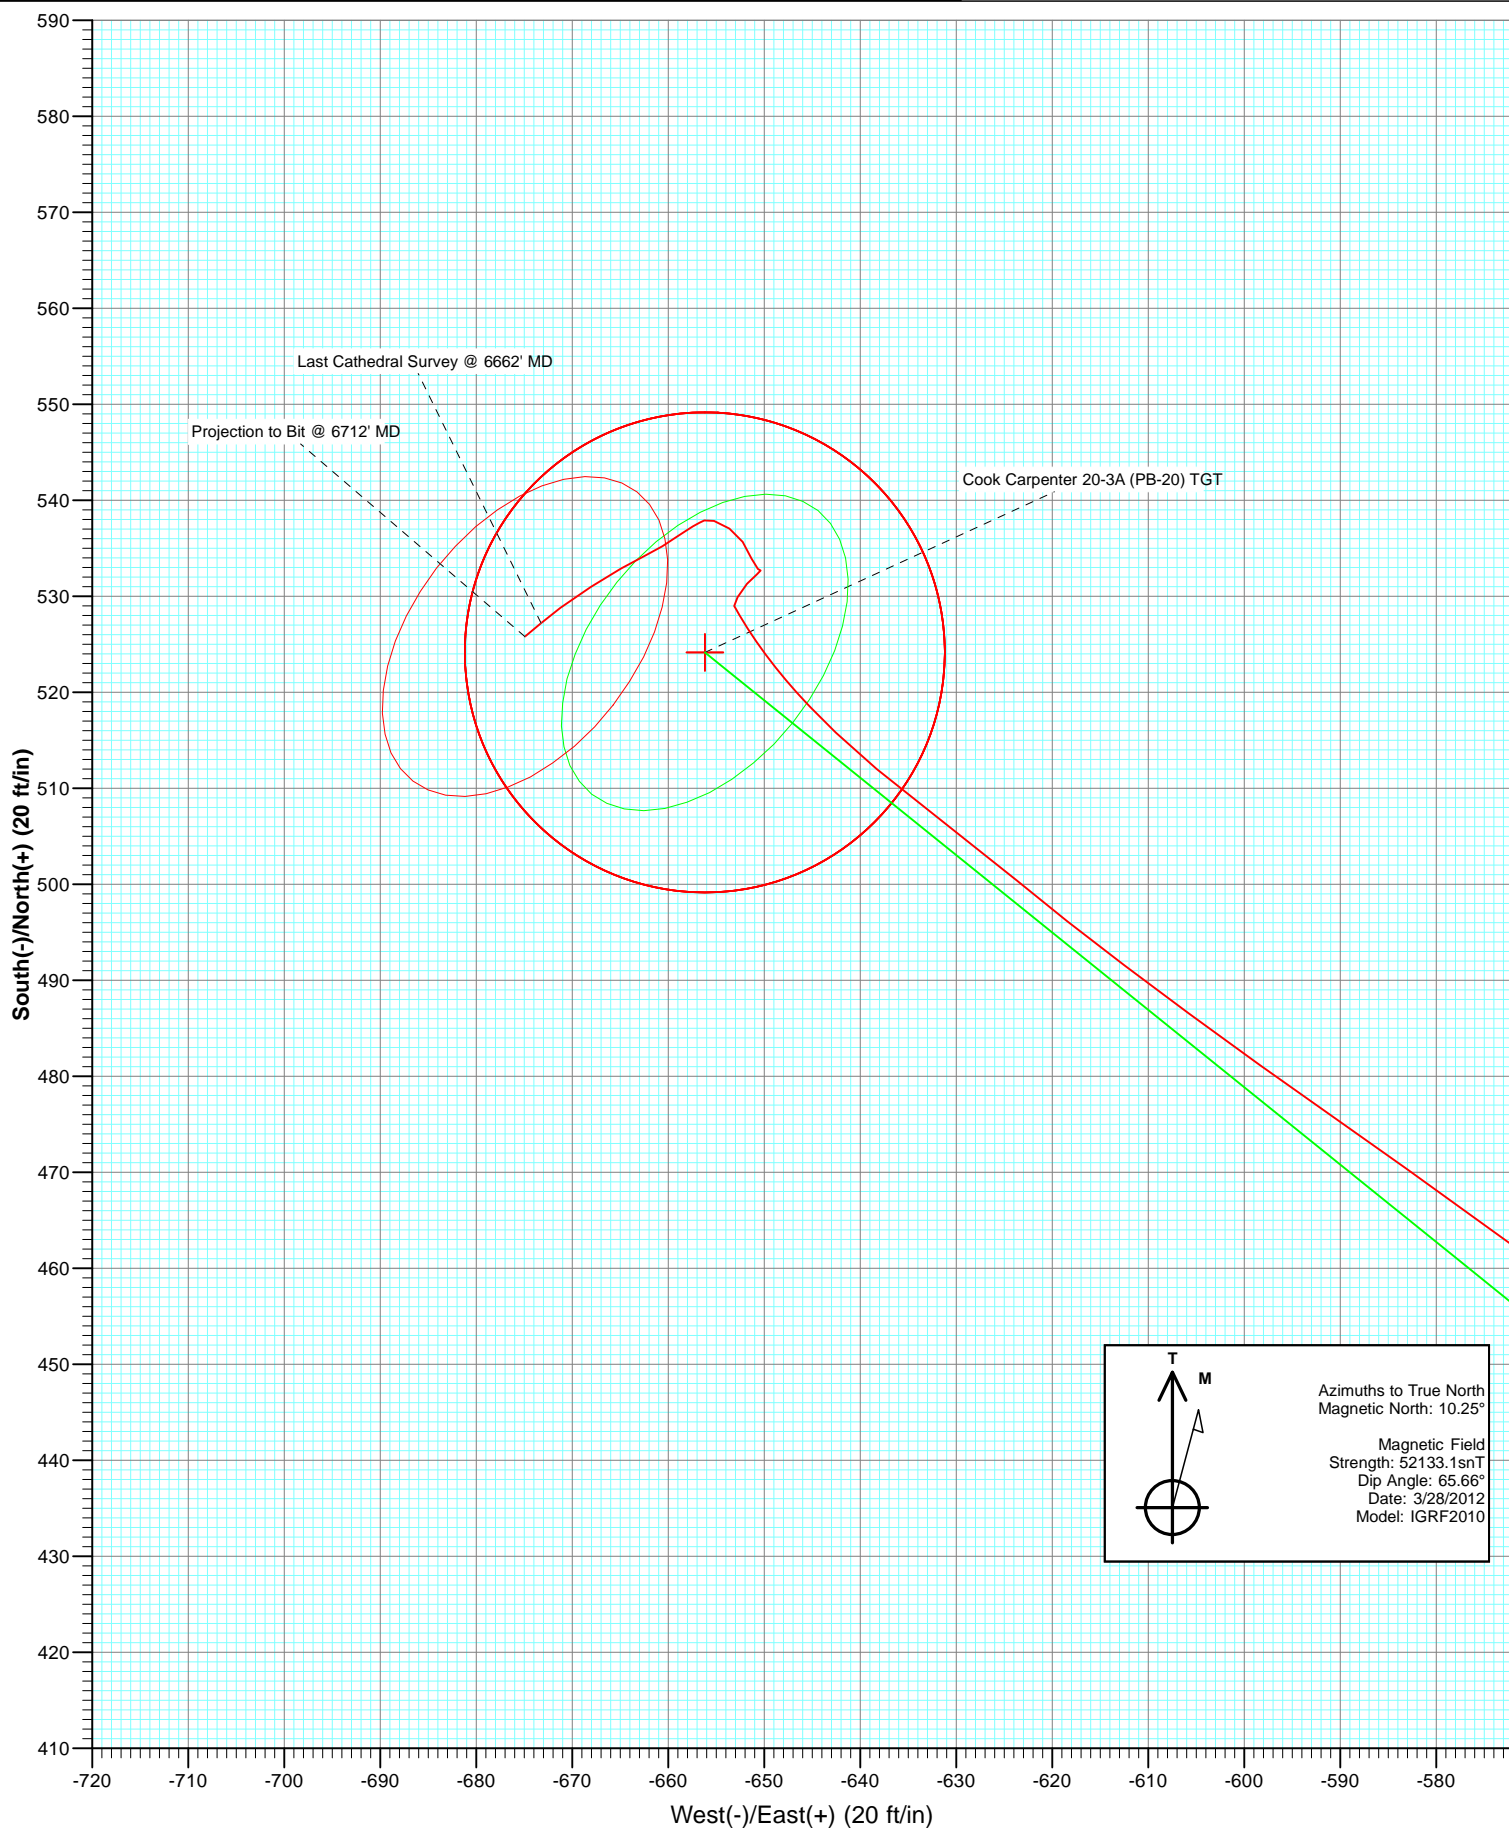 590
580
570
560
550
540
530
520
510
500
490
480
470
460
450
440
430
420
410
South(-)/North(+) (20 ft/in)
Last Cathedral Survey @ 6662' MD
Projection to Bit @ 6712' MD
Cook Carpenter 20-3A (PB-20) TGT
T
M
Azimuths to True North
Magnetic North: 10.25°
Magnetic Field
Strength: 52133.1snT
Dip Angle: 65.66°
Date: 3/28/2012
Model: IGRF2010
-720 -710 -700 -690 -680 -670 -660 -650 -640 -630 -620 -610 -600 -590 -580
West(-)/East(+) (20 ft/in)